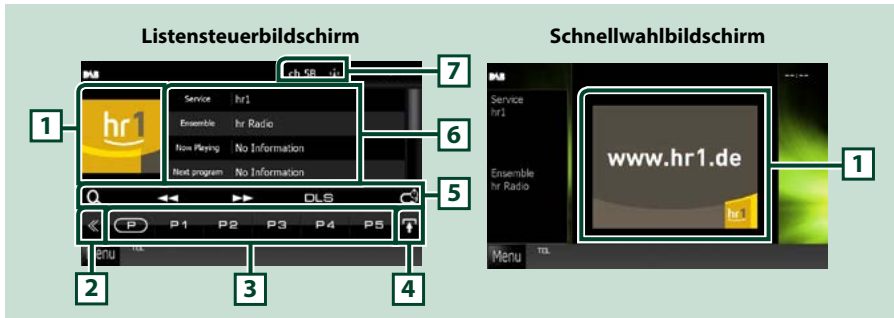 Listensteuerbildschirm
Schnellwahlbildschirm
DAB
ch 5B
7
1
hr1
Service hr1
Ensemble hr Radio
Now Playing No Information
Next program No Information
6
DLS
5
P P1 P2 P3 P4 P5
Menu TEL
2
3
4
DAB
--:--
Service
hr1
Ensemble
hr Radio
www.hr1.de
hr1
1
Menu TEL